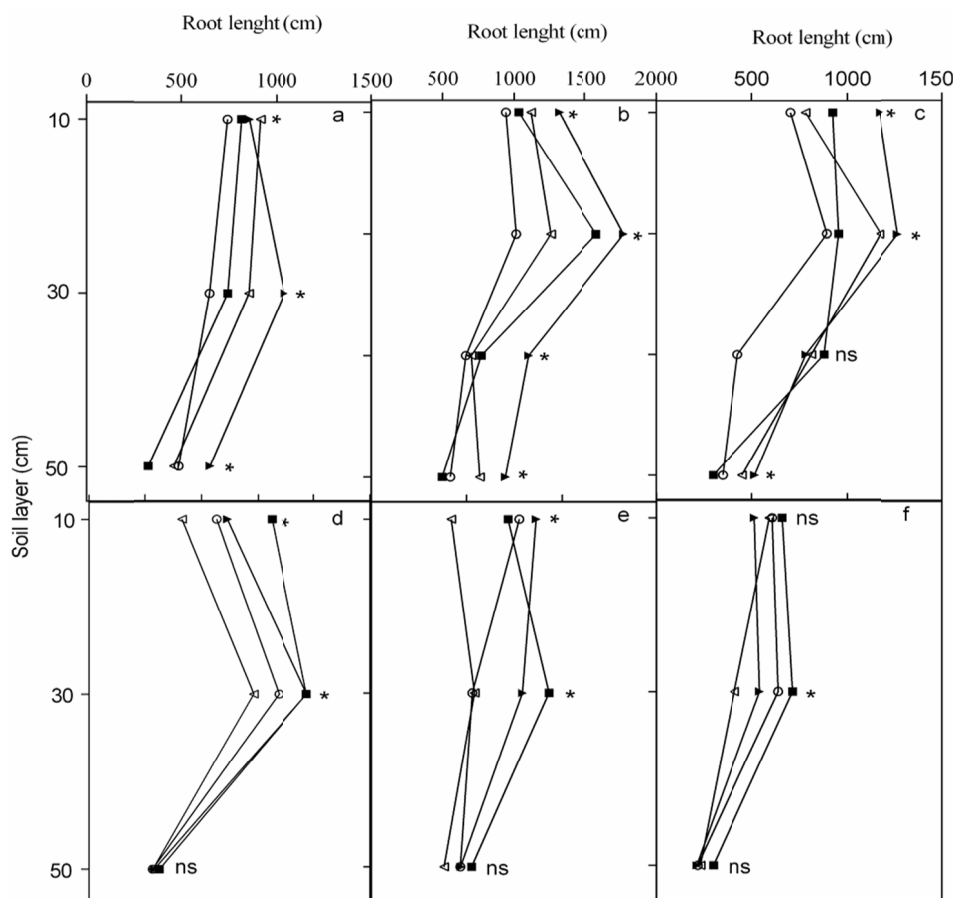 Root lenght (cm) Root lenght (cm) Root lenght (cm)
0 500 1000 1500 500 1000 1500 2000 500 1000 150
10 a * b * c *
* *
30 * * ns
50 * * *
Soil layer (cm)
10 d * e * f ns
30 * * *
50 ns ns ns